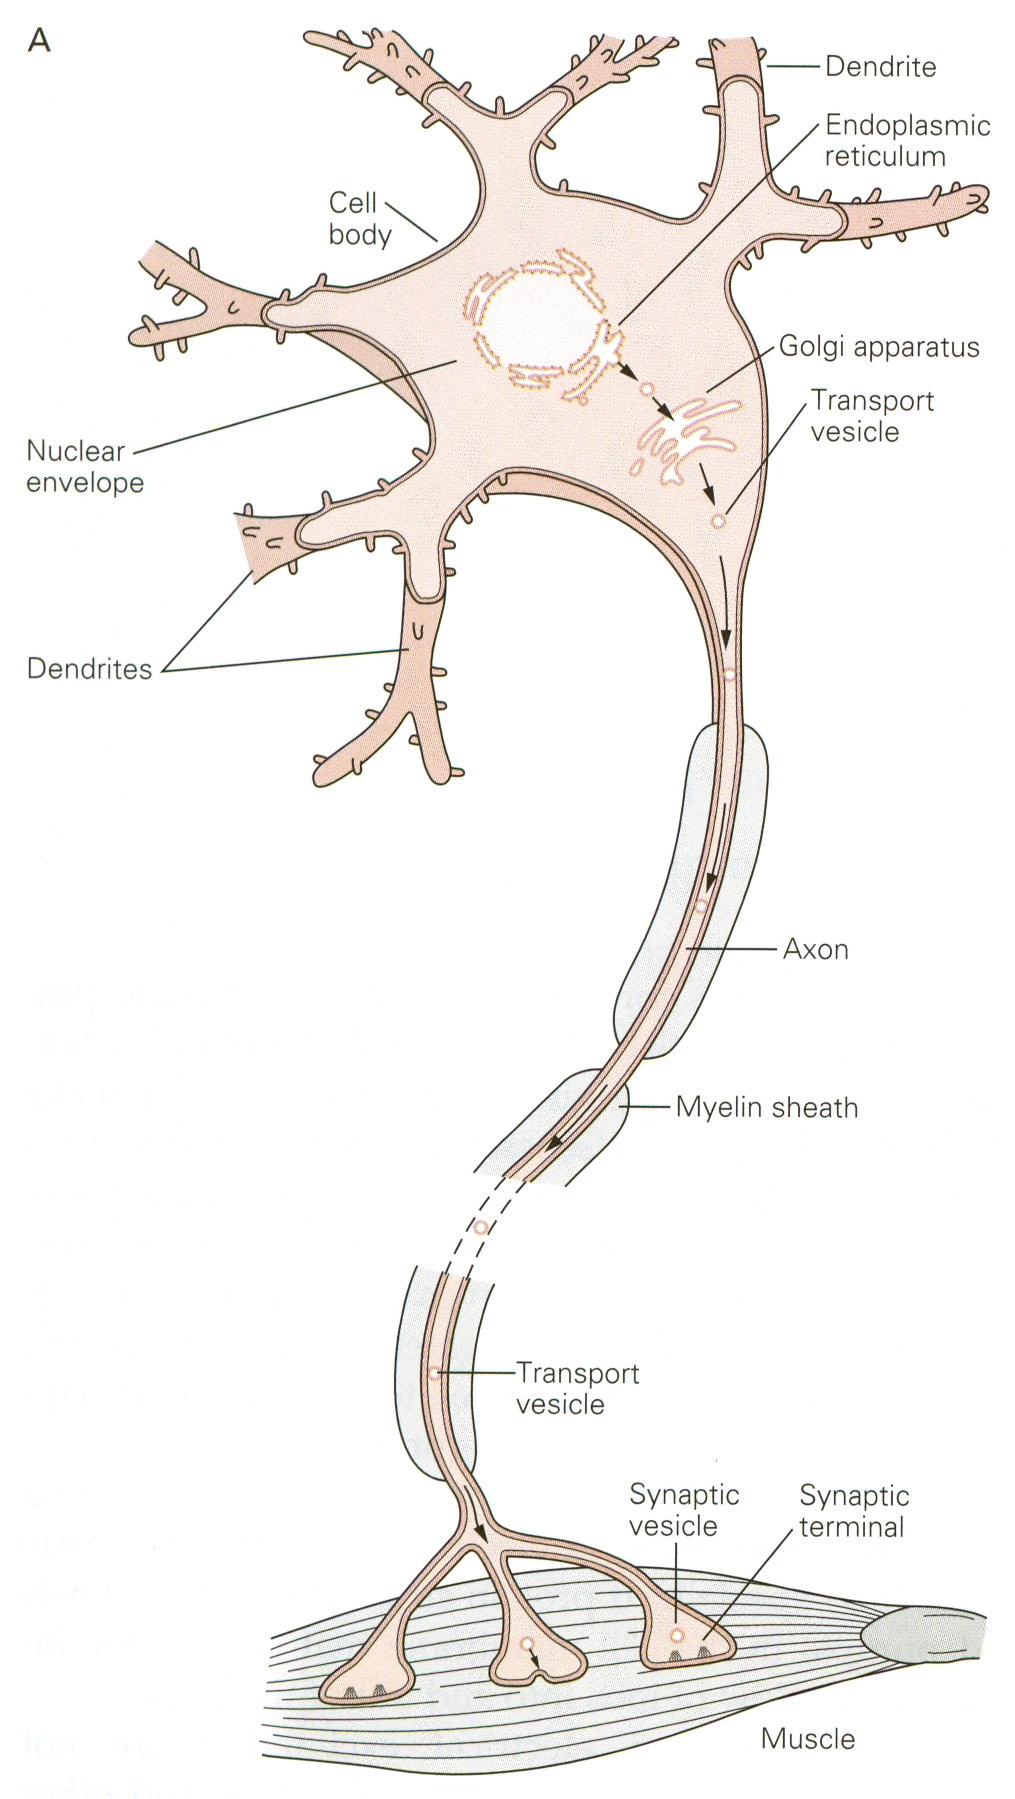 A
Dendrite
Endoplasmic
reticulum
Cell
body
Golgi apparatus
Transport
vesicle
Nuclear
envelope
Dendrites
Axon
Myelin sheath
Transport
vesicle
Synaptic
vesicle
Synaptic
terminal
Muscle